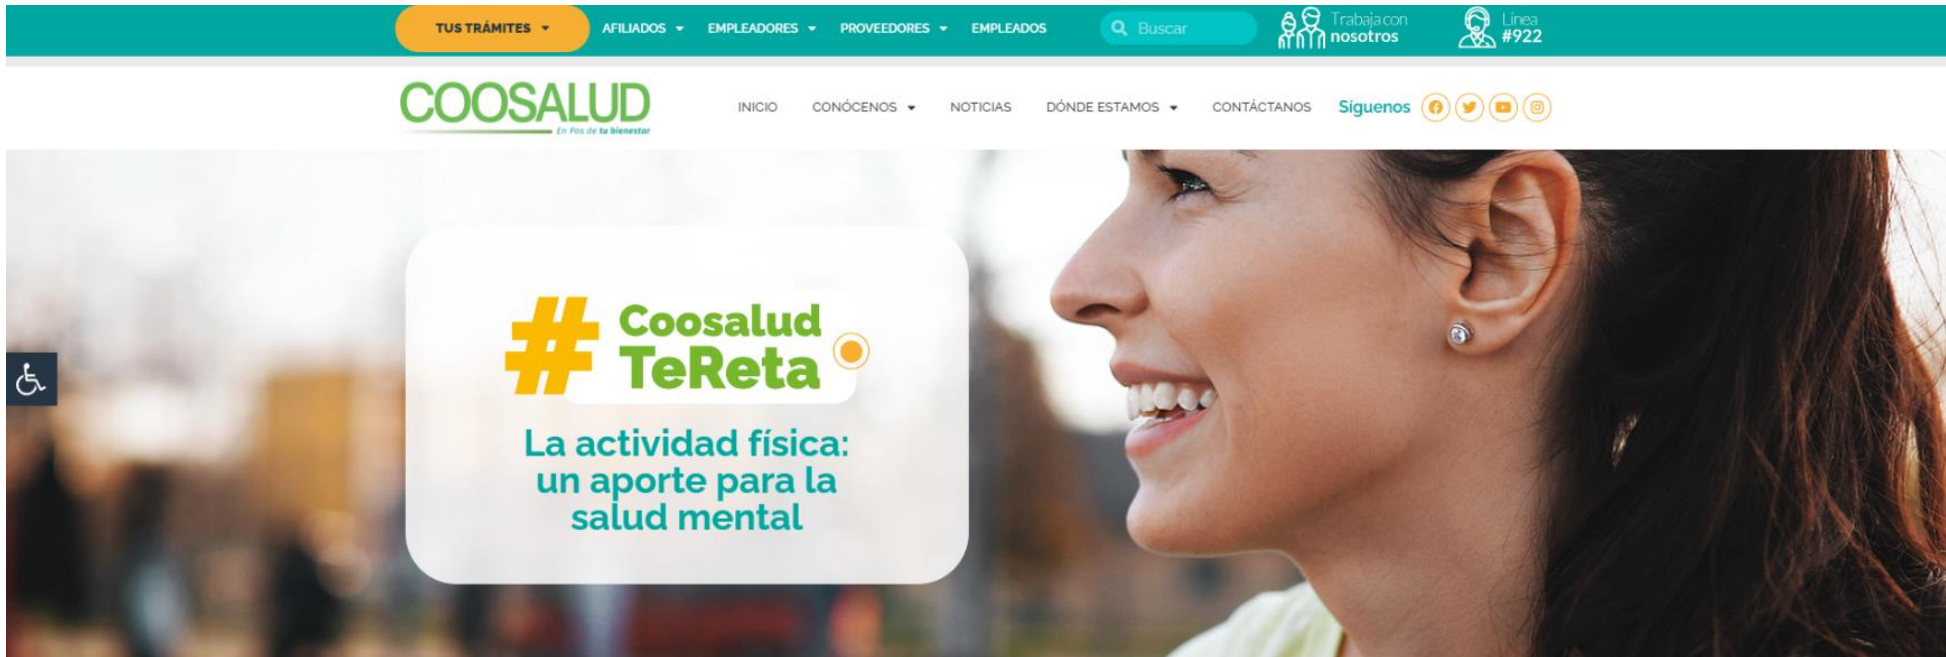 TUS TRÁMITES AFILIADOS EMPLEADORES PROVEEDORES EMPLEADOS Buscar Trabaja con nosotros Línea #922
COOSALUD
En Pos de tu bienestar
INICIO CONÓCENOS NOTICIAS DÓNDE ESTAMOS CONTÁCTANOS Síguenos
# Coosalud
TeReta
La actividad física:
un aporte para la
salud mental